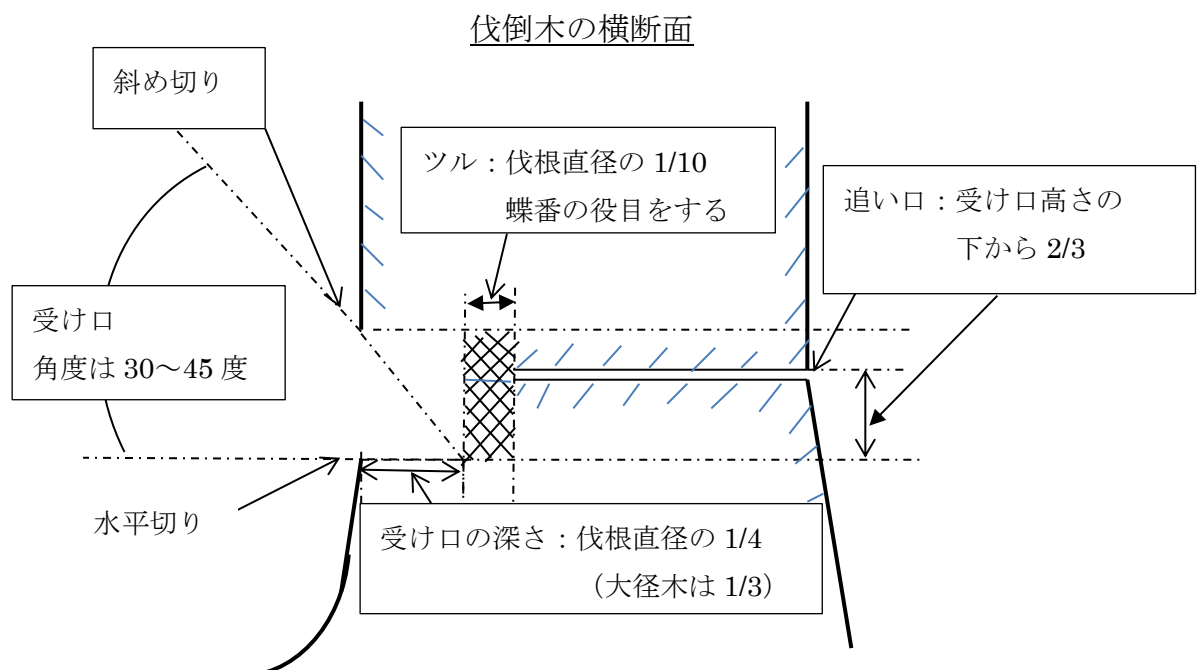 伐倒木の横断面
斜め切り
ツル：伐根直径の 1/10
蝶番の役目をする
追い口：受け口高さの
下から 2/3
受け口
角度は 30～45 度
水平切り
受け口の深さ：伐根直径の 1/4
（大径木は 1/3）